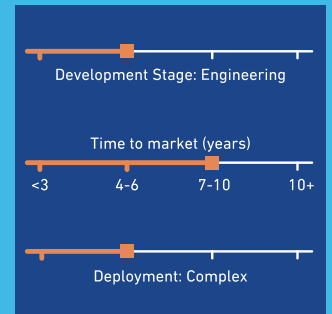 Development Stage: Engineering
Time to market (years)
<3 4-6 7-10 10+
Deployment: Complex